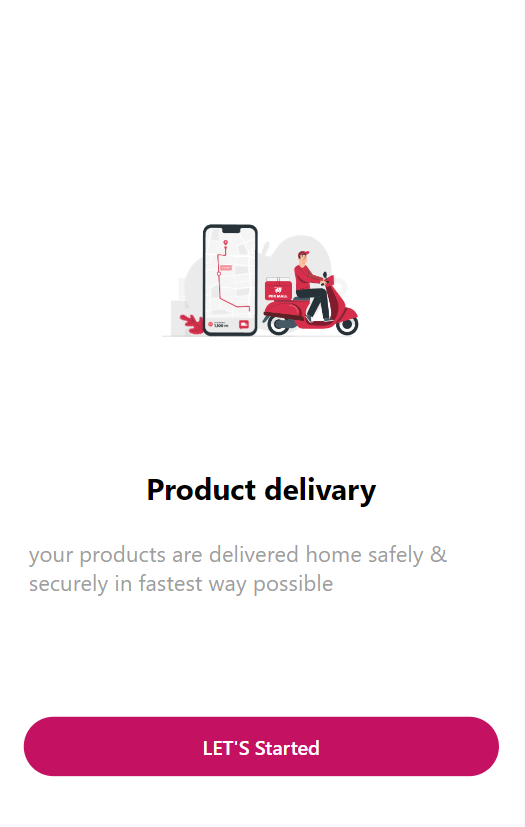 Product delivary
your products are delivered home safely &
securely in fastest way possible
LET'S Started